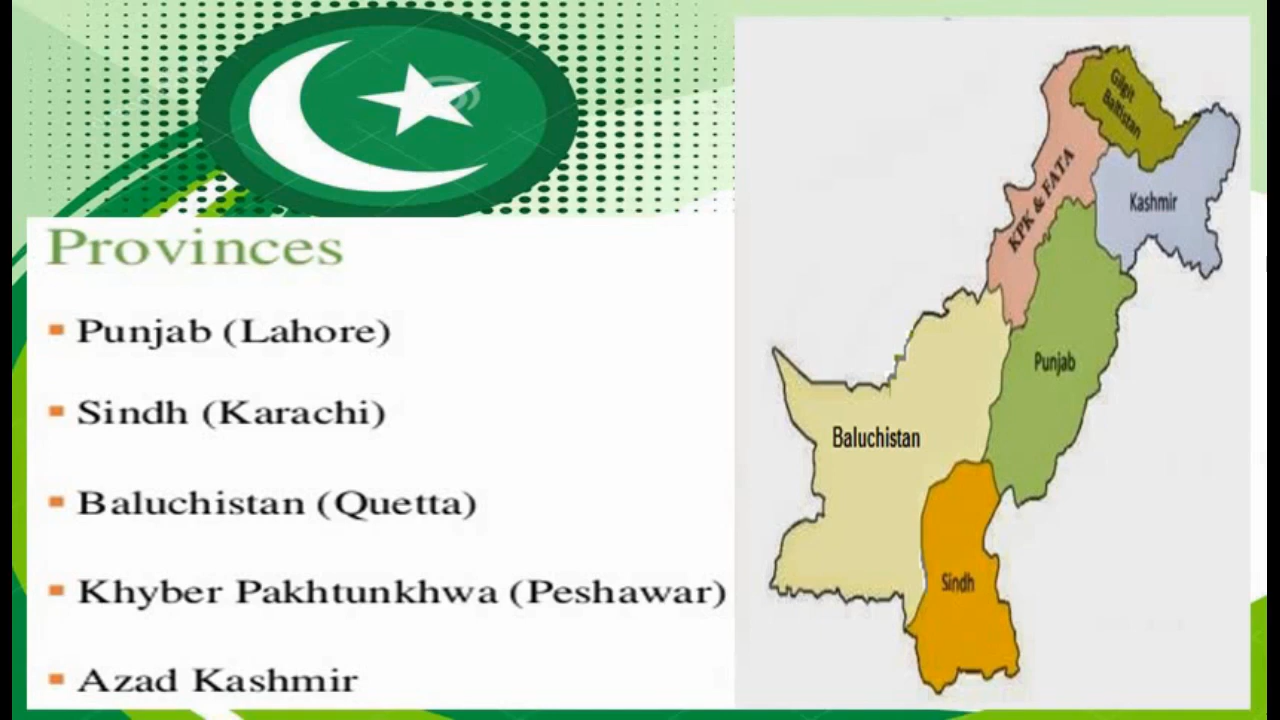 Provinces
Punjab (Lahore)
Sindh (Karachi)
Baluchistan (Quetta)
Khyber Pakhtunkhwa (Peshawar)
Azad Kashmir
Gilgit
Baltistan
KPK & FATA
Kashmir
Punjab
Baluchistan
Sindh